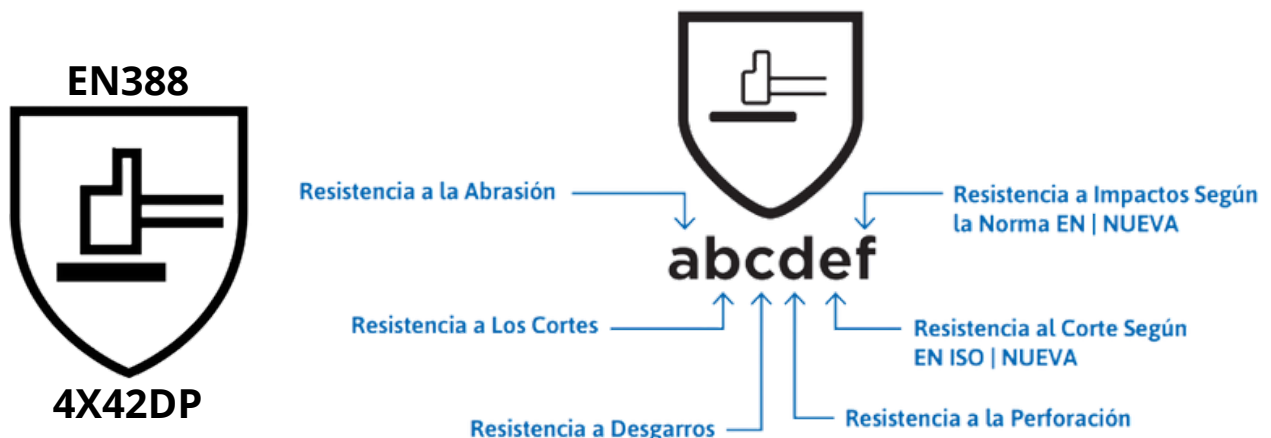 EN388
4X42DP
Resistencia a la Abrasión
Resistencia a Impactos Según
la Norma EN | NUEVA
abcdef
Resistencia a Los Cortes
Resistencia al Corte Según
EN ISO | NUEVA
Resistencia a Desgarros
Resistencia a la Perforación